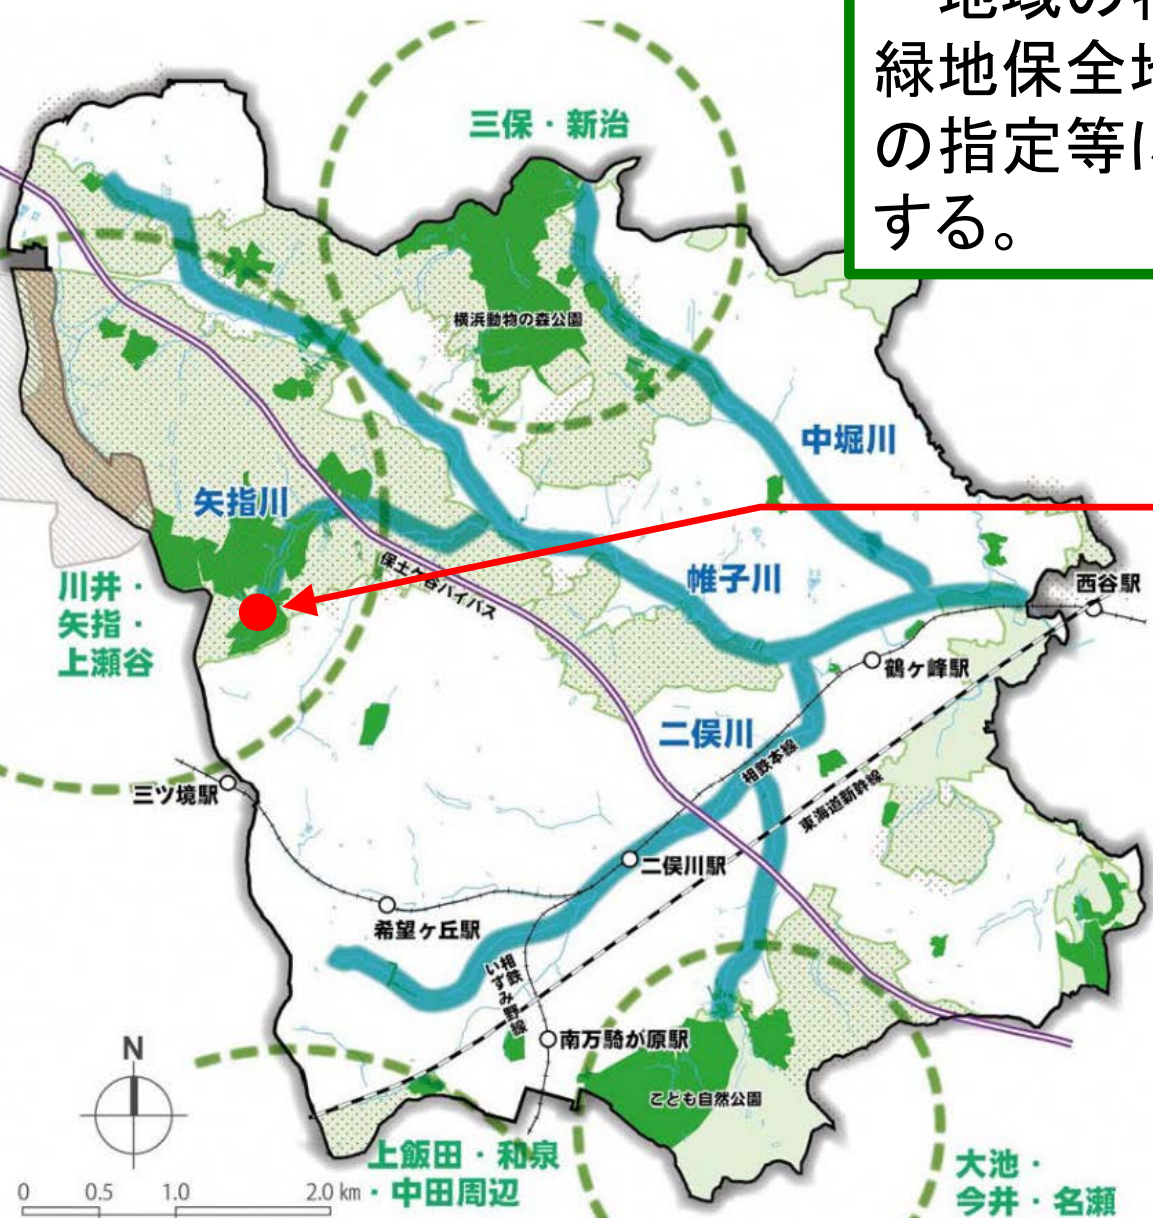 緑地保全地
の指定等に
する。
三保・新治
横浜動物の森公園
中堀川
矢指川
保土ケ谷バイパス
帷子川
西谷駅
川井・
矢指・
上瀬谷
鶴ヶ峰駅
二俣川
相鉄本線
東海道新幹線
三ツ境駅
二俣川駅
希望ヶ丘駅
相鉄
いずみ野線
南万騎が原駅
こども自然公園
N
上飯田・和泉
・中田周辺
大池・
今井・名瀬
0 0.5 1.0 2.0 km